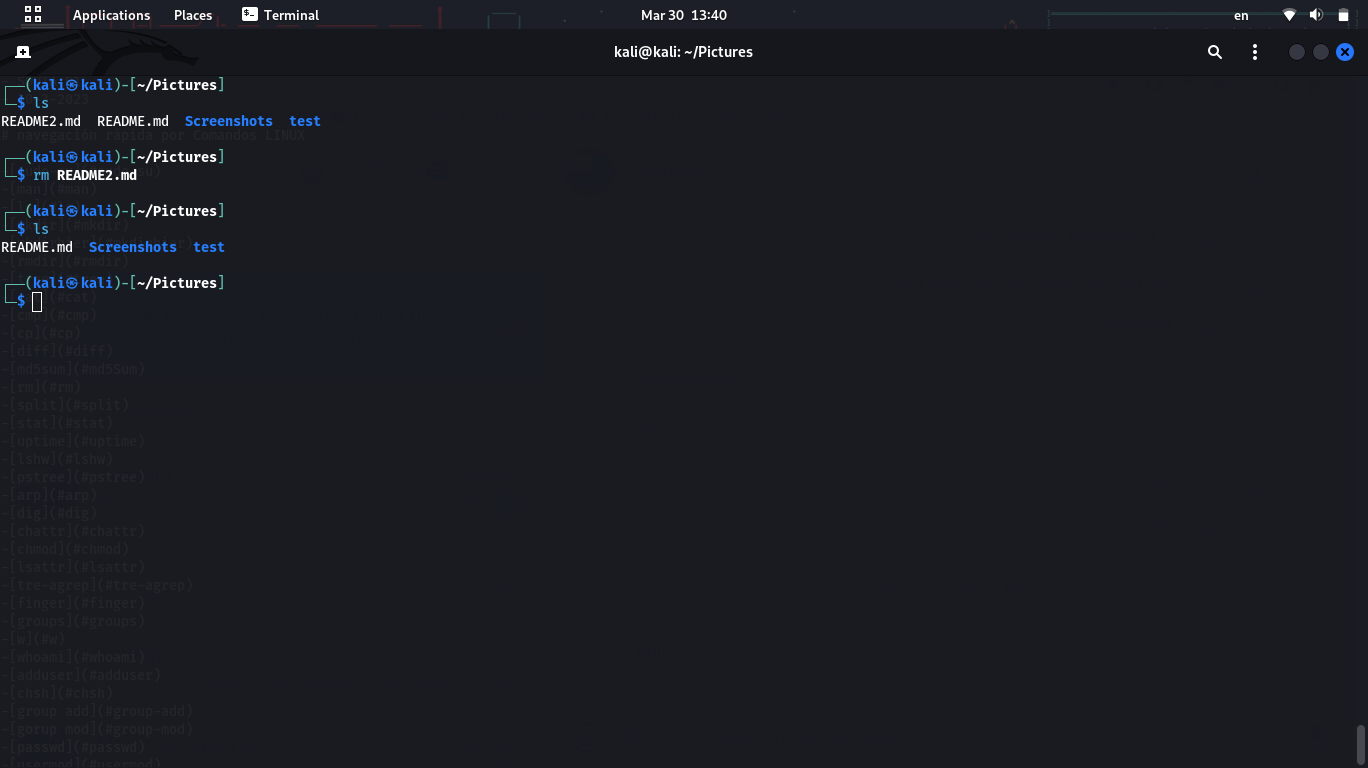 Applications Places Terminal Mar 30 13:40 en
kali@kali: ~/Pictures
┌──(kali㉿kali)-[~/Pictures]
└─$ ls
2023
README2.md README.md Screenshots test
# navegación rapida por Comandos LINUX
┌──(kali㉿kali)-[~/Pictures]
└─$ rm README2.md
-[man](#man)
┌──(kali㉿kali)-[~/Pictures]
└─$ ls
(#mkdir)
README.md Screenshots test
-[rmdir](#rmdir)
┌──(kali㉿kali)-[~/Pictures]
└─$
(#cat)
-[cmp](#cmp)
-[cp](#cp)
-[diff](#diff)
-[md5sum](#md5Sum)
-[rm](#rm)
-[split](#split)
-[stat](#stat)
-[uptime](#uptime)
-[lshw](#lshw)
-[pstree](#pstree)
-[arp](#arp)
-[dig](#dig)
-[chattr](#chattr)
-[chmod](#chmod)
-[lsattr](#lsattr)
-[tre-agrep](#tre-agrep)
-[finger](#finger)
-[groups](#groups)
-[w](#w)
-[whoami](#whoami)
-[adduser](#adduser)
-[chsh](#chsh)
-[group add](#group-add)
-[gorup mod](#group-mod)
-[passwd](#passwd)
-[usermod](#usermod)